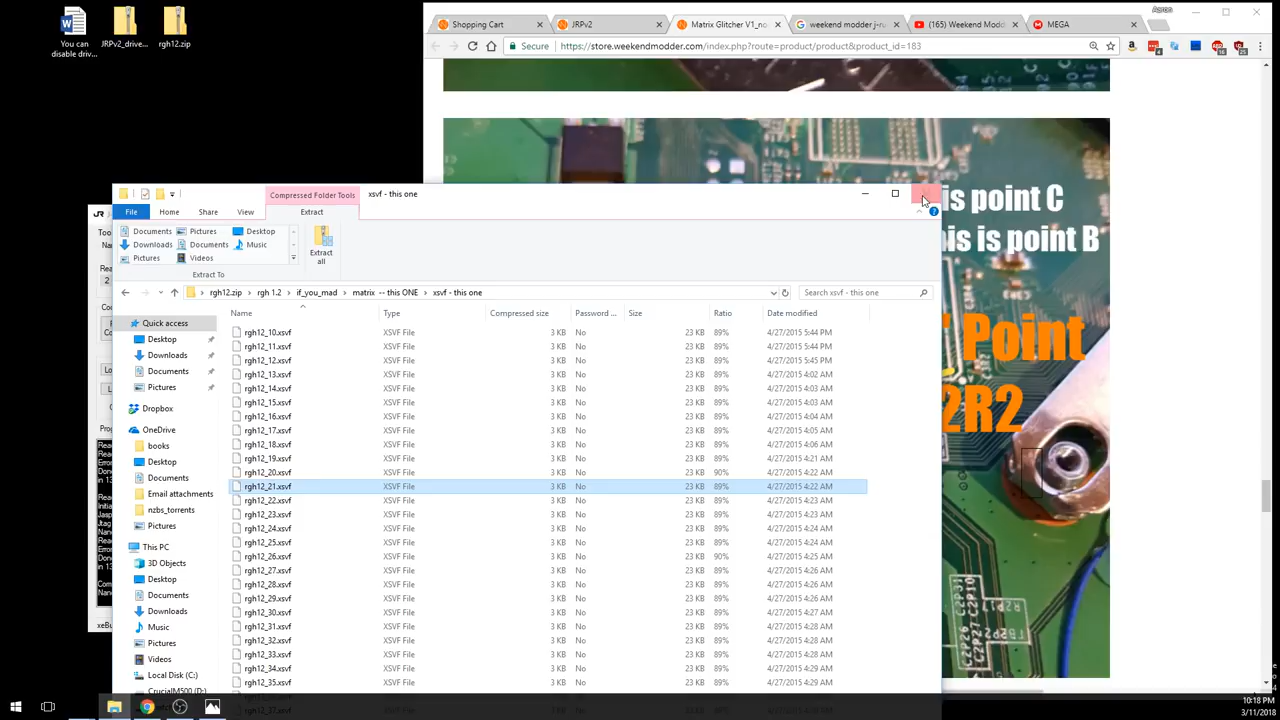 You can
disable driv...
JRPv2_drive...
rgh12.zip
Aaron
Shopping Cart
JRPv2
Matrix Glitcher V1_no
weekend modder j-ru
(165) Weekend Modd
MEGA
Secure
https://store.weekendmodder.com/index.php?route=product/product&product_id=183
is point C
his is point B
Point
2R2
C2P26
C2P27
C2P31
C2P10
R2P17
Compressed Folder Tools
xsvf - this one
File
Home
Share
View
Extract
Documents
Pictures
Desktop
Downloads
Documents
Music
Pictures
Videos
Extract To
Extract
all
rgh12.zip
rgh 1.2
if_you_mad
matrix -- this ONE
xsvf - this one
Search xsvf - this one
Name
Type
Compressed size
Password ...
Size
Ratio
Date modified
Quick access
Desktop
Downloads
Documents
Pictures
Dropbox
OneDrive
books
Desktop
Documents
Email attachments
nzbs_torrents
Pictures
This PC
3D Objects
Desktop
Documents
Downloads
Music
Pictures
Videos
Local Disk (C:)
CrucialM500 (D:)
rgh12_10.xsvf XSVF File 3 KB No 23 KB 89% 4/27/2015 5:44 PM
rgh12_11.xsvf XSVF File 3 KB No 23 KB 89% 4/27/2015 5:44 PM
rgh12_12.xsvf XSVF File 3 KB No 23 KB 89% 4/27/2015 5:45 PM
rgh12_13.xsvf XSVF File 3 KB No 23 KB 89% 4/27/2015 4:02 AM
rgh12_14.xsvf XSVF File 3 KB No 23 KB 89% 4/27/2015 4:03 AM
rgh12_15.xsvf XSVF File 3 KB No 23 KB 89% 4/27/2015 4:03 AM
rgh12_16.xsvf XSVF File 3 KB No 23 KB 89% 4/27/2015 4:04 AM
rgh12_17.xsvf XSVF File 3 KB No 23 KB 89% 4/27/2015 4:05 AM
rgh12_18.xsvf XSVF File 3 KB No 23 KB 89% 4/27/2015 4:06 AM
rgh12_19.xsvf XSVF File 3 KB No 23 KB 89% 4/27/2015 4:21 AM
rgh12_20.xsvf XSVF File 3 KB No 23 KB 90% 4/27/2015 4:22 AM
rgh12_21.xsvf XSVF File 3 KB No 23 KB 89% 4/27/2015 4:22 AM
rgh12_22.xsvf XSVF File 3 KB No 23 KB 89% 4/27/2015 4:23 AM
rgh12_23.xsvf XSVF File 3 KB No 23 KB 89% 4/27/2015 4:24 AM
rgh12_24.xsvf XSVF File 3 KB No 23 KB 89% 4/27/2015 4:24 AM
rgh12_25.xsvf XSVF File 3 KB No 23 KB 89% 4/27/2015 4:25 AM
rgh12_26.xsvf XSVF File 3 KB No 23 KB 90% 4/27/2015 4:25 AM
rgh12_27.xsvf XSVF File 3 KB No 23 KB 89% 4/27/2015 4:26 AM
rgh12_28.xsvf XSVF File 3 KB No 23 KB 89% 4/27/2015 4:26 AM
rgh12_29.xsvf XSVF File 3 KB No 23 KB 89% 4/27/2015 4:26 AM
rgh12_30.xsvf XSVF File 3 KB No 23 KB 89% 4/27/2015 4:27 AM
rgh12_31.xsvf XSVF File 3 KB No 23 KB 89% 4/27/2015 4:27 AM
rgh12_32.xsvf XSVF File 3 KB No 23 KB 89% 4/27/2015 4:28 AM
rgh12_33.xsvf XSVF File 3 KB No 23 KB 89% 4/27/2015 4:28 AM
rgh12_34.xsvf XSVF File 3 KB No 23 KB 89% 4/27/2015 4:29 AM
rgh12_35.xsvf XSVF File 3 KB No 23 KB 89% 4/27/2015 4:29 AM
10:18 PM
3/11/2018